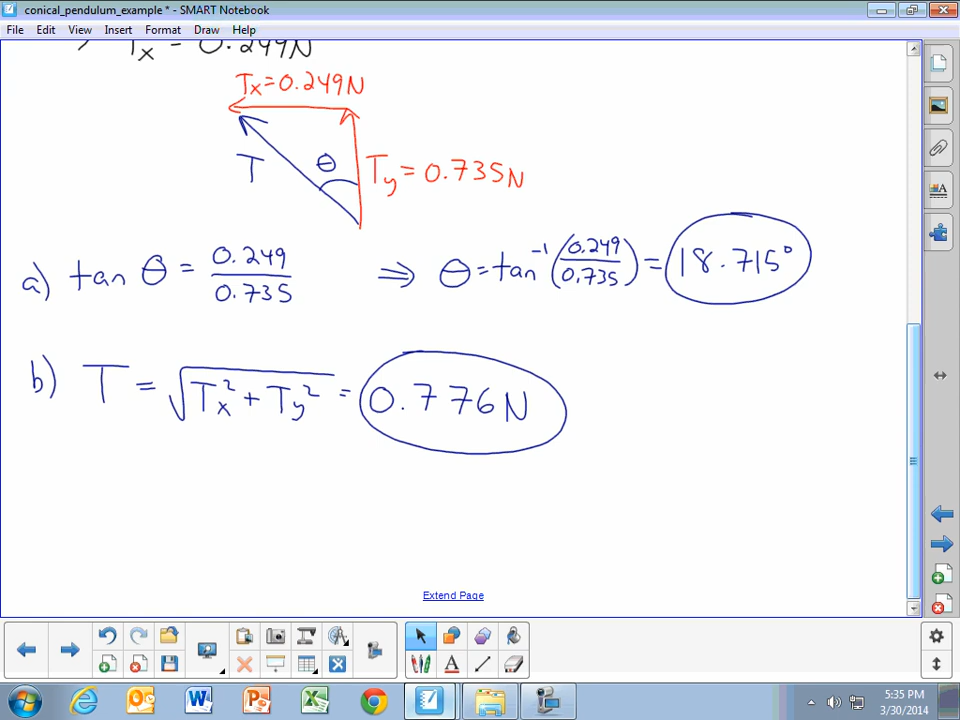 conical_pendulum_example * - SMART Notebook
File Edit View Insert Format Draw Help
Tx = 0.249N
Tx=0.249N
T θ Ty = 0.735N
a) tan θ = 0.249/0.735 ⇒ θ = tan⁻¹(0.249/0.735) = 18.715°
b) T = √(Tx² + Ty²) = 0.776N
Extend Page
5:35 PM
3/30/2014